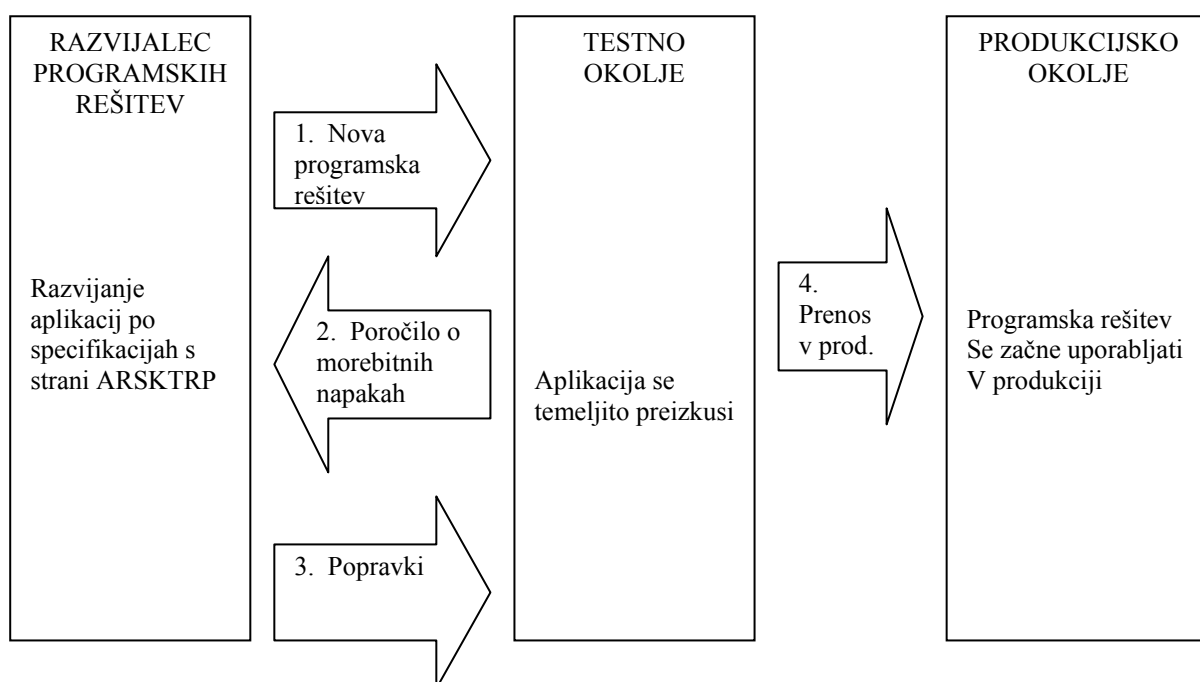 RAZVIJALEC
PROGRAMSKIH
REŠITEV
Razvijanje
aplikacij po
specifikacijah s
strani ARSKTRP
1. Nova
programska
rešitev
2. Poročilo o
morebitnih
napakah
3. Popravki
TESTNO
OKOLJE
Aplikacija se
temeljito preizkusi
4.
Prenos
v prod.
PRODUKCIJSKO
OKOLJE
Programska rešitev
Se začne uporabljati
V produkciji